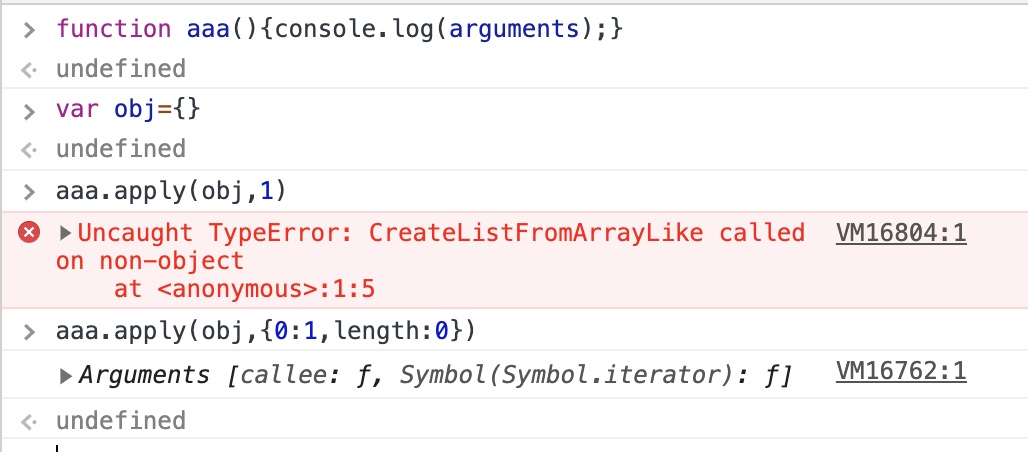 > function aaa(){console.log(arguments);}
<· undefined
> var obj={}
<· undefined
> aaa.apply(obj,1)
▶Uncaught TypeError: CreateListFromArrayLike called VM16804:1
on non-object
at <anonymous>:1:5
> aaa.apply(obj,{0:1,length:0})
▶Arguments [callee: ƒ, Symbol(Symbol.iterator): ƒ] VM16762:1
<· undefined